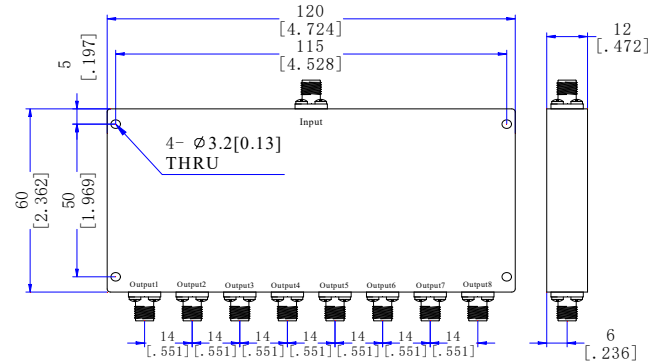 120
[4.724]
115
[4.528]
12
[.472]
5
[.197]
Input
4- Ø3.2[0.13]
THRU
60
[2.362]
50
[1.969]
Output1 Output2 Output3 Output4 Output5 Output6 Output7 Output8
14 14 14 14 14 14 14
[.551] [.551] [.551] [.551] [.551] [.551] [.551]
6
[.236]